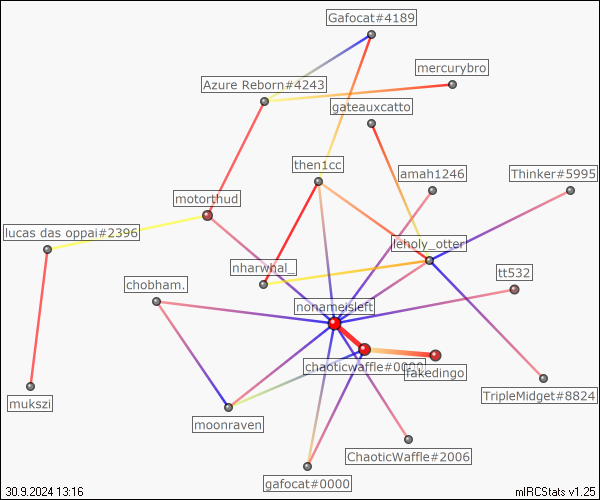 Gafocat#4189
mercurybro
Azure Reborn#4243
gateauxcatto
then1cc
amah1246
Thinker#5995
motorthud
lucas das oppai#2396
leholy_otter
nharwhal_
tt532
chobham.
nonameisleft
chaoticwaffle#0000
fakedingo
TripleMidget#8824
mukszi
moonraven
ChaoticWaffle#2006
gafocat#0000
30.9.2024 13:16
mIRCStats v1.25